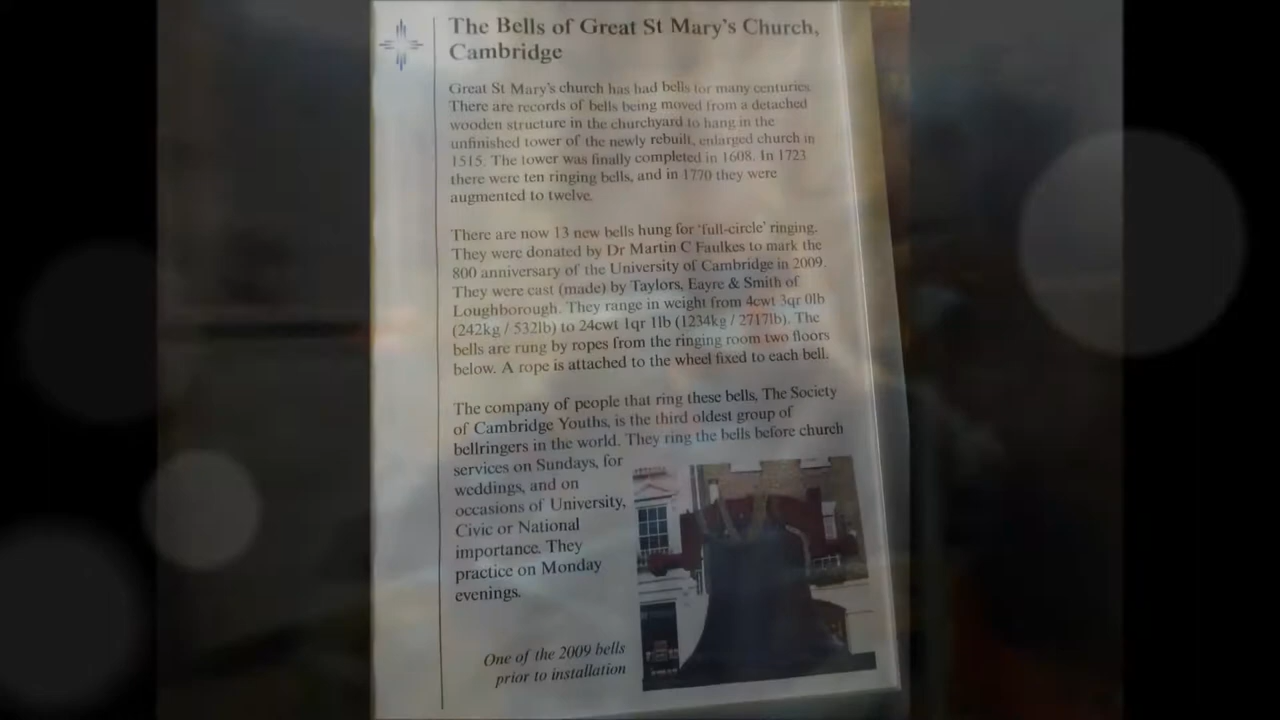 The Bells of Great St Mary's Church,
Cambridge
Great St Mary's church has had bells for many centuries.
There are records of bells being moved from a detached
wooden structure in the churchyard to hang in the
unfinished tower of the newly rebuilt, enlarged church in
1515. The tower was finally completed in 1608. In 1723
there were ten ringing bells, and in 1770 they were
augmented to twelve.
There are now 13 new bells hung for 'full-circle' ringing.
They were donated by Dr Martin C Faulkes to mark the
800 anniversary of the University of Cambridge in 2009.
They were cast (made) by Taylors, Eayre & Smith of
Loughborough. They range in weight from 4cwt 3qr 0lb
(242kg / 532lb) to 24cwt 1qr 1lb (1234kg / 2717lb). The
bells are rung by ropes from the ringing room two floors
below. A rope is attached to the wheel fixed to each bell.
The company of people that ring these bells, The Society
of Cambridge Youths, is the third oldest group of
bellringers in the world. They ring the bells before church
services on Sundays, for
weddings, and on
occasions of University,
Civic or National
importance. They
practice on Monday
evenings.
One of the 2009 bells
prior to installation